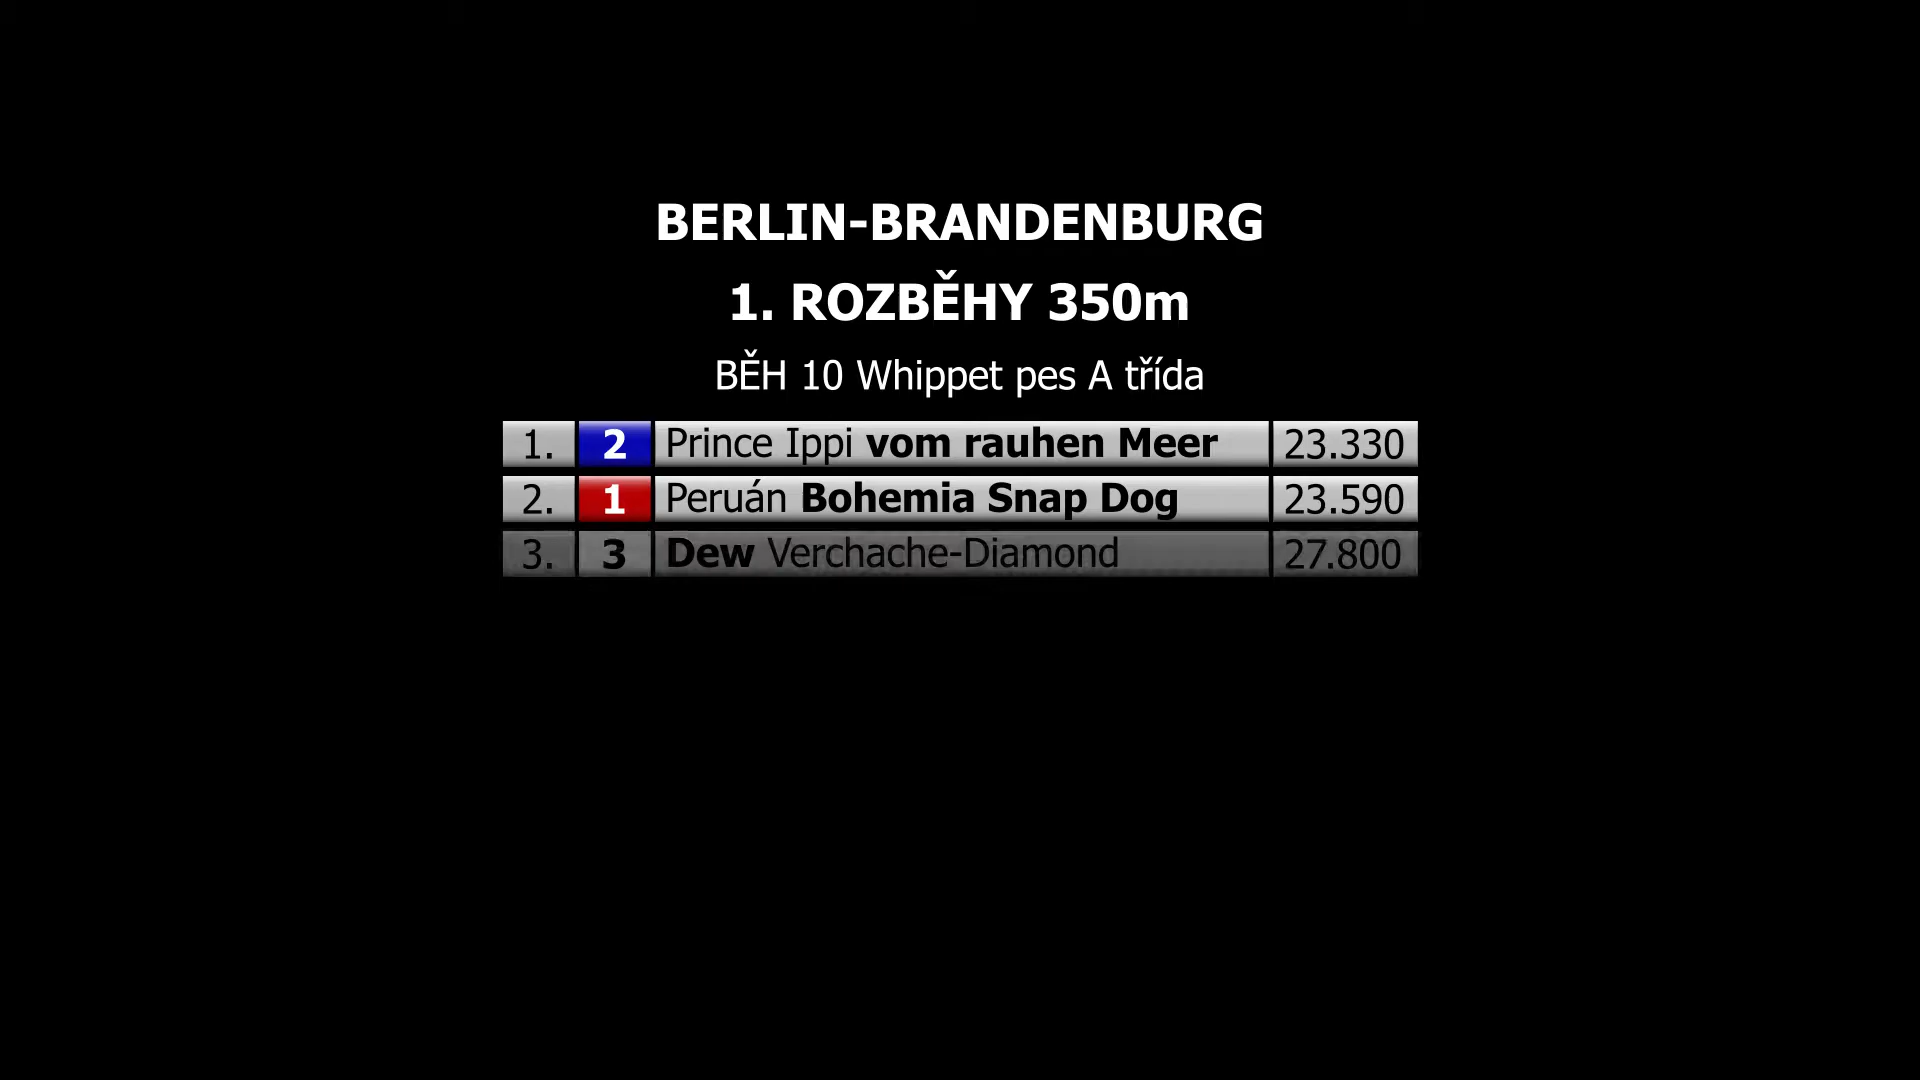 BERLIN-BRANDENBURG
1. ROZBĚHY 350m
BĚH 10 Whippet pes A třída
1. 2 Prince Ippi vom rauhen Meer 23.330
2. 1 Peruán Bohemia Snap Dog 23.590
3. 3 Dew Verchache-Diamond 27.800